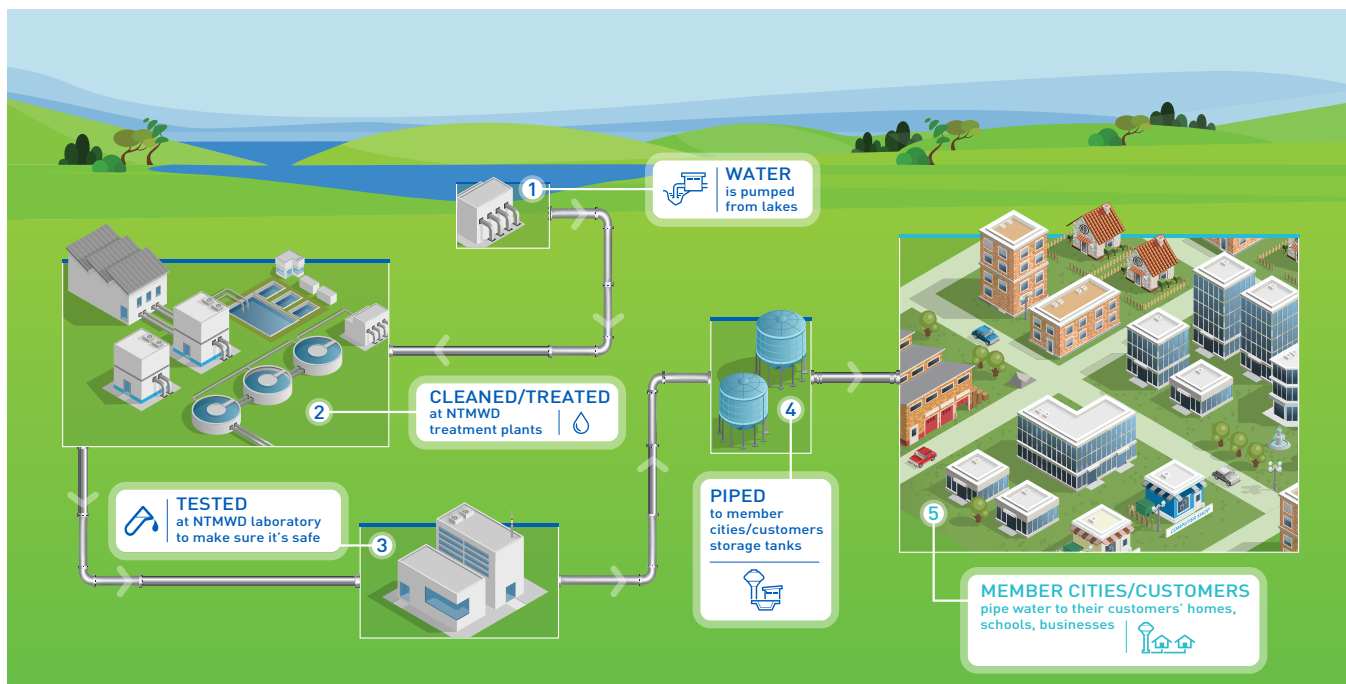 1
WATER
is pumped
from lakes
2
CLEANED/TREATED
at NTMWD
treatment plants
3
TESTED
at NTMWD laboratory
to make sure it's safe
4
PIPED
to member
cities/customers
storage tanks
5
MEMBER CITIES/CUSTOMERS
pipe water to their customers' homes,
schools, businesses
COMPUTER SHOP